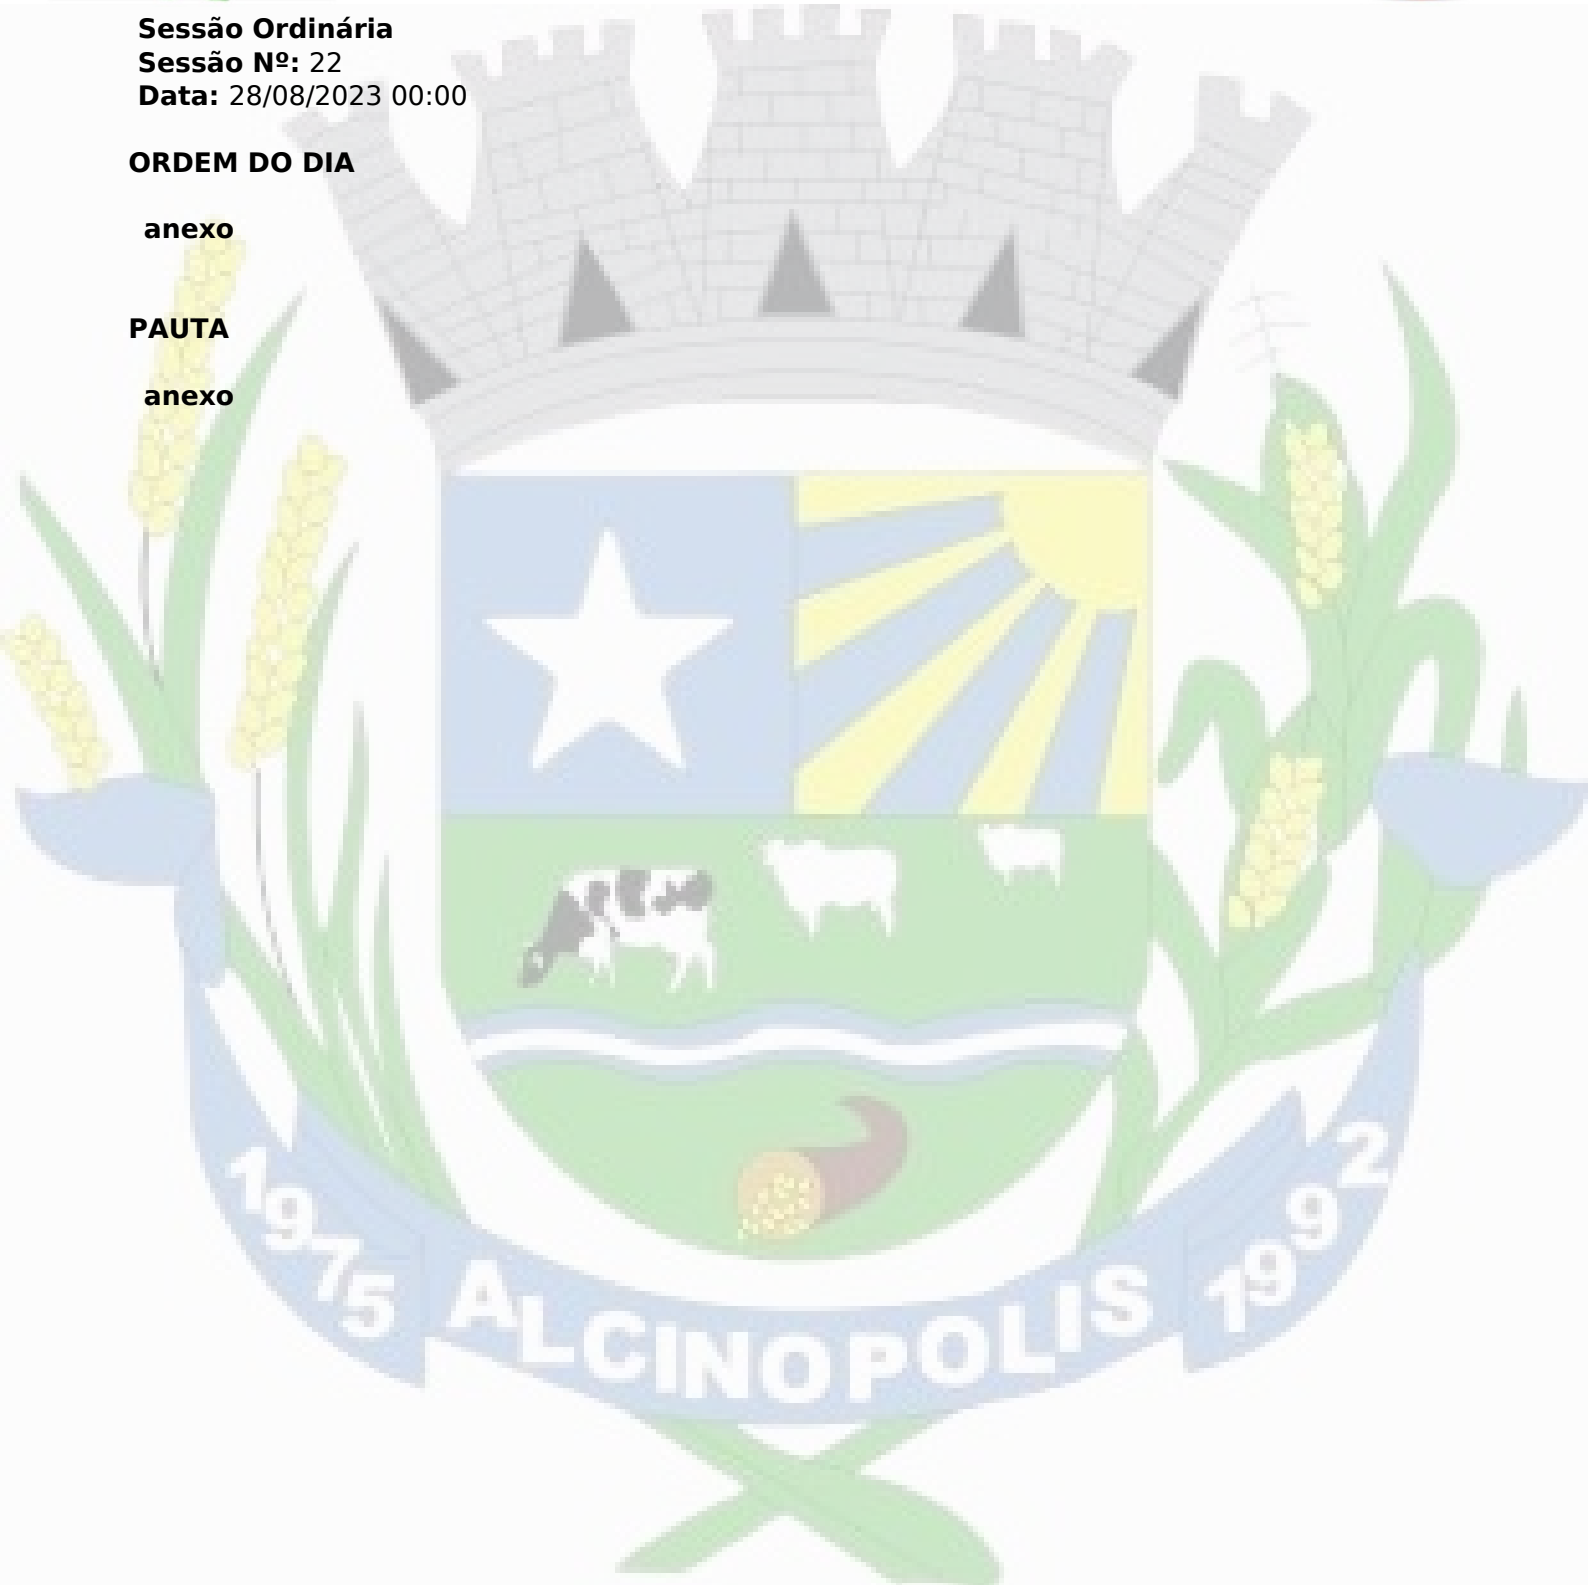 Sessão Ordinária
Sessão Nº: 22
Data: 28/08/2023 00:00
ORDEM DO DIA
anexo
PAUTA
anexo
1975 ALCINOPOLIS 1992